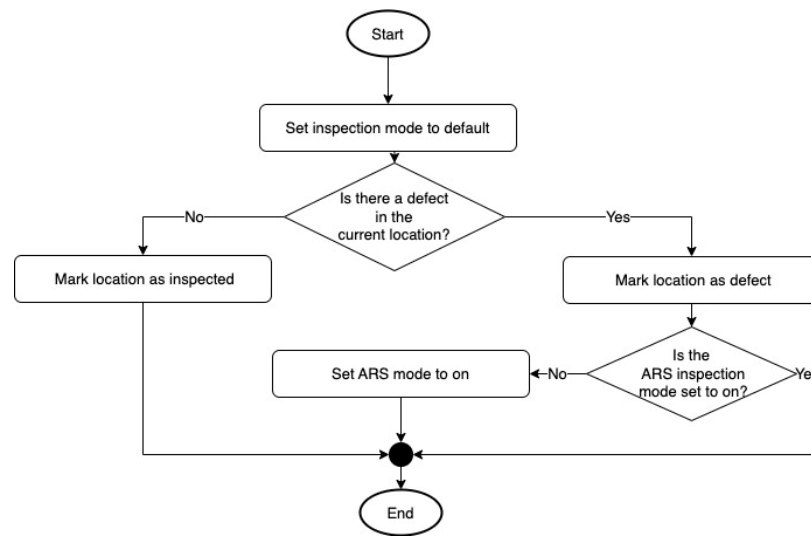 Start
Set inspection mode to default
Is there a defect
in the
current location?
No
Yes
Mark location as inspected
Mark location as defect
Is the
ARS inspection
mode set to on?
Set ARS mode to on
No
Ye
End